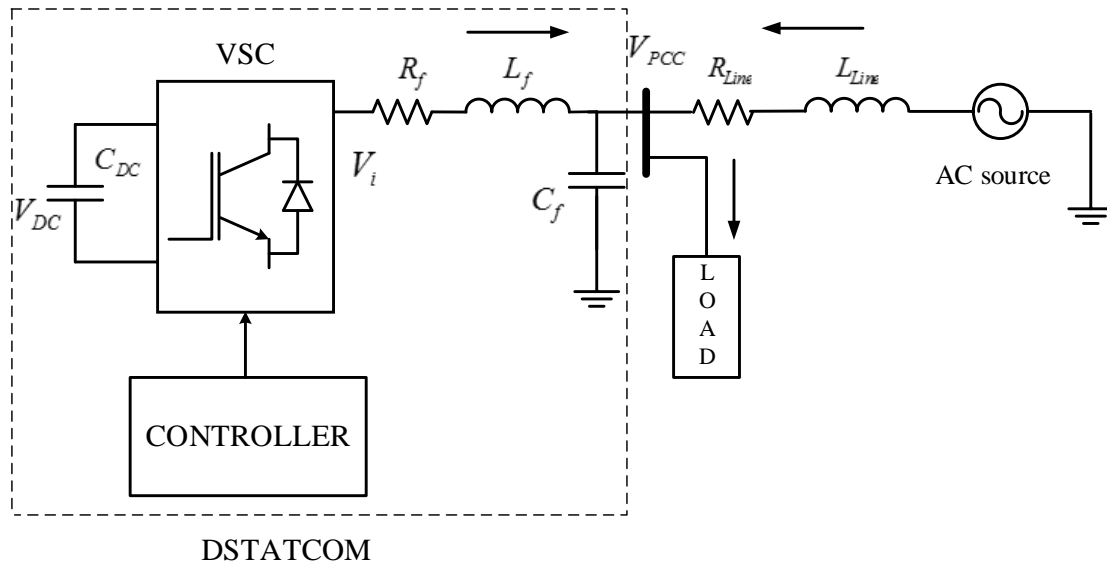 VSC
R_f
L_f
V_PCC
R_Line
L_Line
C_DC
V_DC
V_i
C_f
AC source
L
O
A
D
CONTROLLER
DSTATCOM